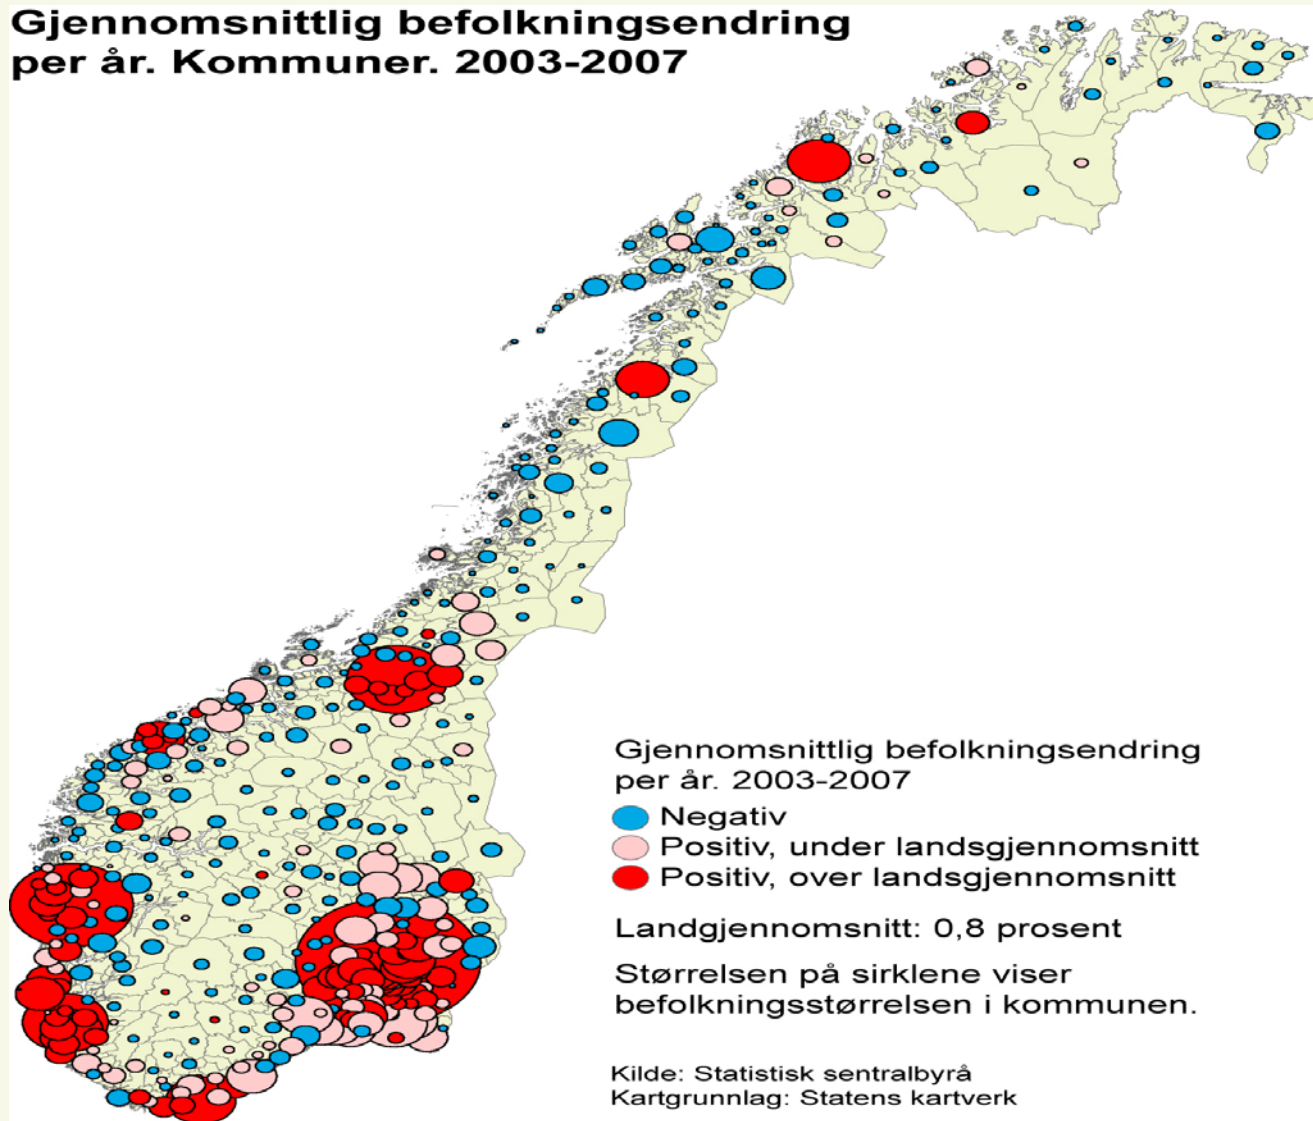 Gjennomsnittlig befolkningsendring
per år. Kommuner. 2003-2007
Gjennomsnittlig befolkningsendring
per år. 2003-2007
Negativ
Positiv, under landsgjennomsnitt
Positiv, over landsgjennomsnitt
Landgjennomsnitt: 0,8 prosent
Størrelsen på sirklene viser
befolkningsstørrelsen i kommunen.
Kilde: Statistisk sentralbyrå
Kartgrunnlag: Statens kartverk